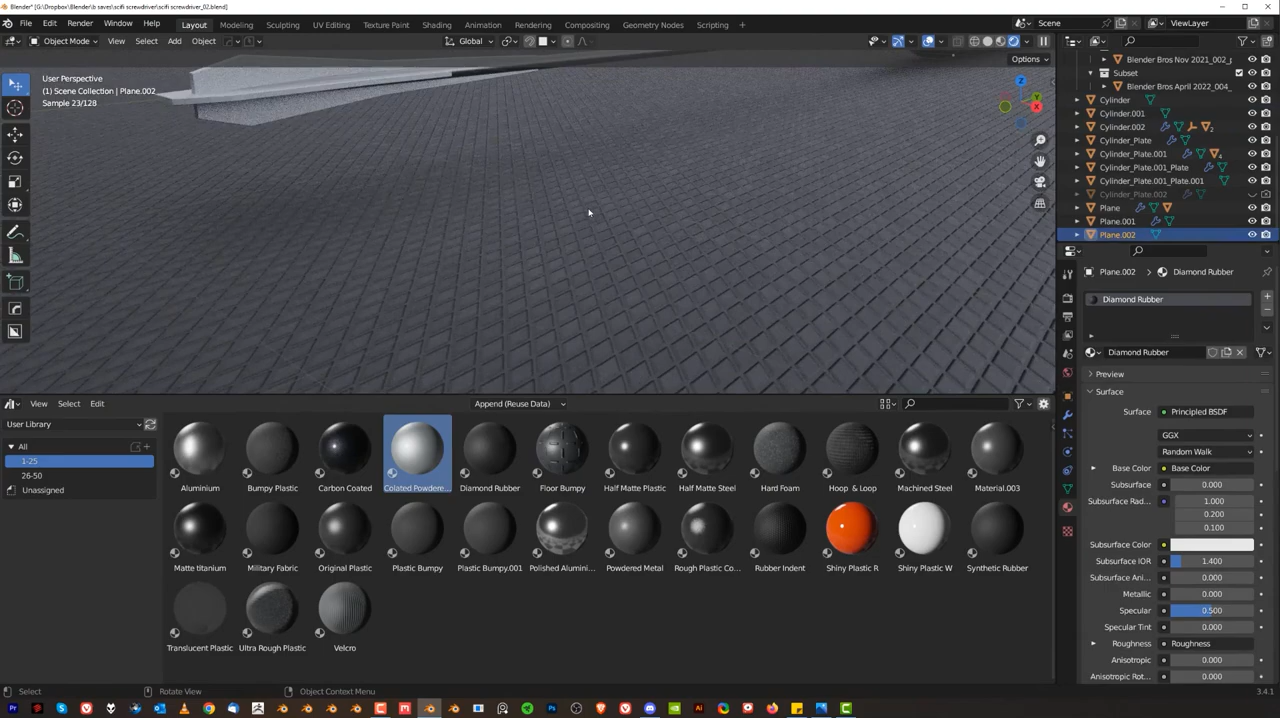 Blender* [G:\Dropbox\b saves\scifi screwdriver\scifi screwdriver_02.blend]
File Edit Render Window Help Layout Modeling Sculpting UV Editing Texture Paint Shading Animation Rendering Compositing Geometry Nodes Scripting + Scene ViewLayer
Object Mode View Select Add Object Global
Options
User Perspective
(1) Scene Collection | Plane.002
Sample 23/128
X
Y
Z
Blender Bros Nov 2021_002_
Subset
Blender Bros April 2022_004_
Cylinder
Cylinder.001
Cylinder.002
2
Cylinder_Plate
Cylinder_Plate.001
4
Cylinder_Plate.001_Plate
Cylinder_Plate.001_Plate.001
Cylinder_Plate.002
Plane
Plane.001
Plane.002
Plane.002 > Diamond Rubber
Diamond Rubber
Diamond Rubber
Preview
Surface
Surface Principled BSDF
GGX
Random Walk
Base Color Base Color
Subsurface 0.000
Subsurface Rad... 1.000
0.200
0.100
Subsurface Color
Subsurface IOR 1.400
Subsurface Ani... 0.000
Metallic 0.000
Specular 0.500
Specular Tint 0.000
Roughness Roughness
Anisotropic 0.000
Anisotropic Rot... 0.000
View Select Edit Append (Reuse Data)
User Library
All
1-25
26-50
Unassigned
Aluminium Bumpy Plastic Carbon Coated Colated Powdere... Diamond Rubber Floor Bumpy Half Matte Plastic Half Matte Steel Hard Foam Hoop & Loop Machined Steel Material.003
Matte titanium Military Fabric Original Plastic Plastic Bumpy Plastic Bumpy.001 Polished Alumini... Powdered Metal Rough Plastic Co... Rubber Indent Shiny Plastic R Shiny Plastic W Synthetic Rubber
Translucent Plastic Ultra Rough Plastic Velcro
Select Rotate View Object Context Menu 3.4.1